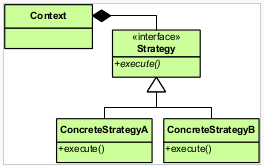 Context
«interface»
Strategy
+execute()
ConcreteStrategyA
+execute()
ConcreteStrategyB
+execute()